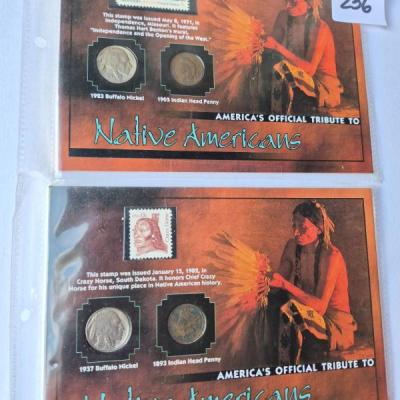 256
This stamp was issued May 8, 1971, in
Independence, Missouri. It features
Thomas Hart Benton's Mural,
"Independence and the Opening of the West."
1923 Buffalo Nickel
1905 Indian Head Penny
AMERICA'S OFFICIAL TRIBUTE TO
Native Americans
This stamp was issued January 15, 1982, in
Crazy Horse, South Dakota. It honors Chief Crazy
Horse for his unique place in Native American history.
1937 Buffalo Nickel
1893 Indian Head Penny
AMERICA'S OFFICIAL TRIBUTE TO
Native Americans